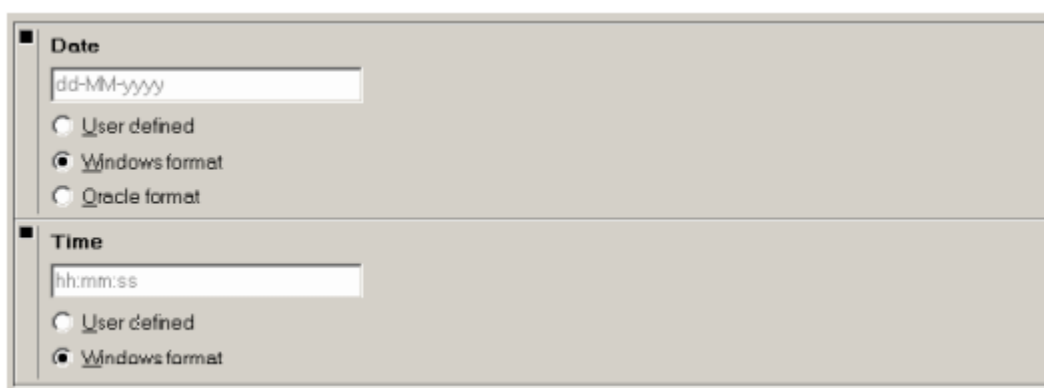 Date
dd-MM-yyyy
User defined
Windows format
Oracle format
Time
hh:mm:ss
User defined
Windows format